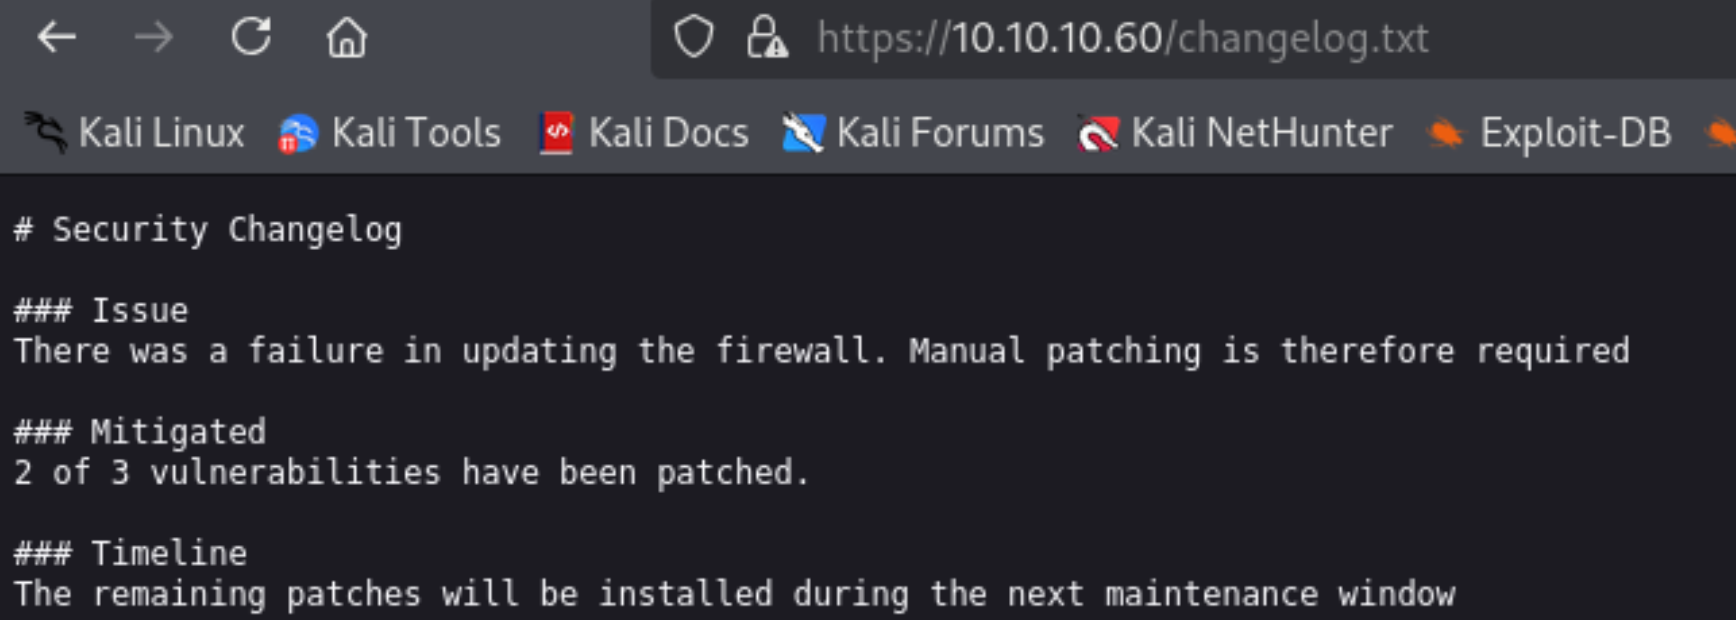 https://10.10.10.60/changelog.txt
Kali Linux Kali Tools Kali Docs Kali Forums Kali NetHunter Exploit-DB
# Security Changelog
### Issue
There was a failure in updating the firewall. Manual patching is therefore required
### Mitigated
2 of 3 vulnerabilities have been patched.
### Timeline
The remaining patches will be installed during the next maintenance window